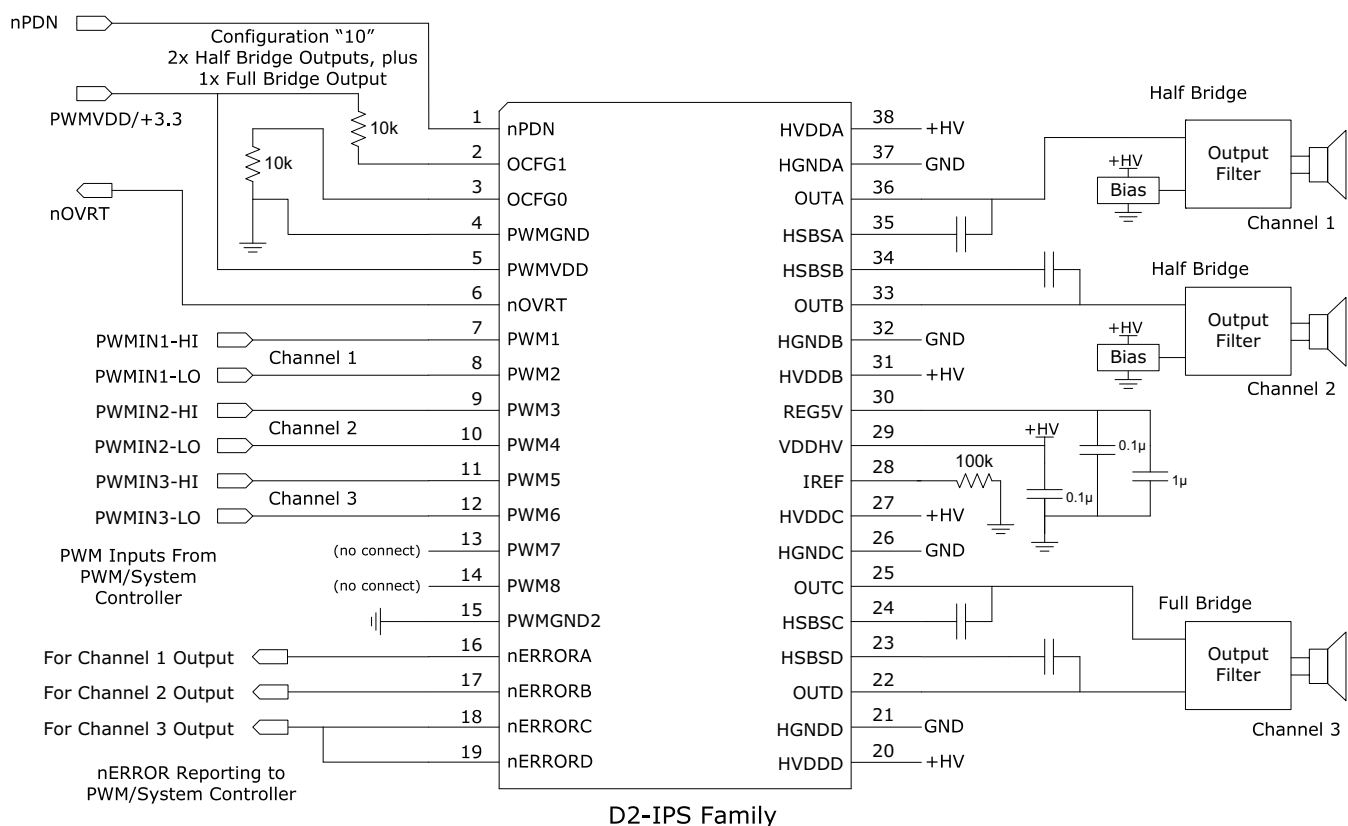 nPDN
Configuration “10”
2x Half Bridge Outputs, plus
1x Full Bridge Output
PWMVDD/+3.3
10k
10k
nOVRT
PWMIN1-HI
Channel 1
PWMIN1-LO
PWMIN2-HI
Channel 2
PWMIN2-LO
PWMIN3-HI
Channel 3
PWMIN3-LO
PWM Inputs From
PWM/System
Controller
(no connect)
(no connect)
For Channel 1 Output
For Channel 2 Output
For Channel 3 Output
nERROR Reporting to
PWM/System Controller
1 nPDN
2 OCFG1
3 OCFG0
4 PWMGND
5 PWMVDD
6 nOVRT
7 PWM1
8 PWM2
9 PWM3
10 PWM4
11 PWM5
12 PWM6
13 PWM7
14 PWM8
15 PWMGND2
16 nERRORA
17 nERRORB
18 nERRORC
19 nERRORD
HVDDA 38 +HV
HGNDA 37 GND
OUTA 36
HSBSA 35
HSBSB 34
OUTB 33
HGNDB 32 GND
HVDDB 31 +HV
REG5V 30
VDDHV 29 +HV
IREF 28 100k
HVDDC 27 +HV
HGNDC 26 GND
OUTC 25
HSBSC 24
HSBSD 23
OUTD 22
HGNDD 21 GND
HVDDD 20 +HV
0.1µ
0.1µ
1µ
Half Bridge
+HV
Bias
Output
Filter
Channel 1
Half Bridge
+HV
Bias
Output
Filter
Channel 2
Full Bridge
Output
Filter
Channel 3
D2-IPS Family